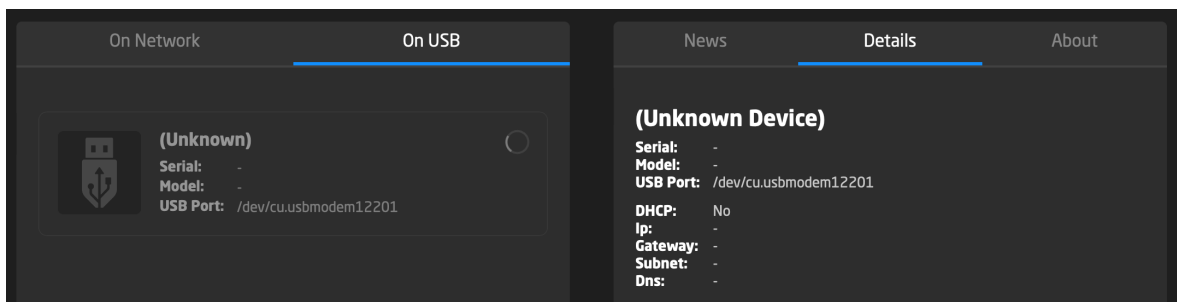 On Network On USB
(Unknown)
Serial: -
Model: -
USB Port: /dev/cu.usbmodem12201
News Details About
(Unknown Device)
Serial: -
Model: -
USB Port: /dev/cu.usbmodem12201
DHCP: No
Ip: -
Gateway: -
Subnet: -
Dns: -